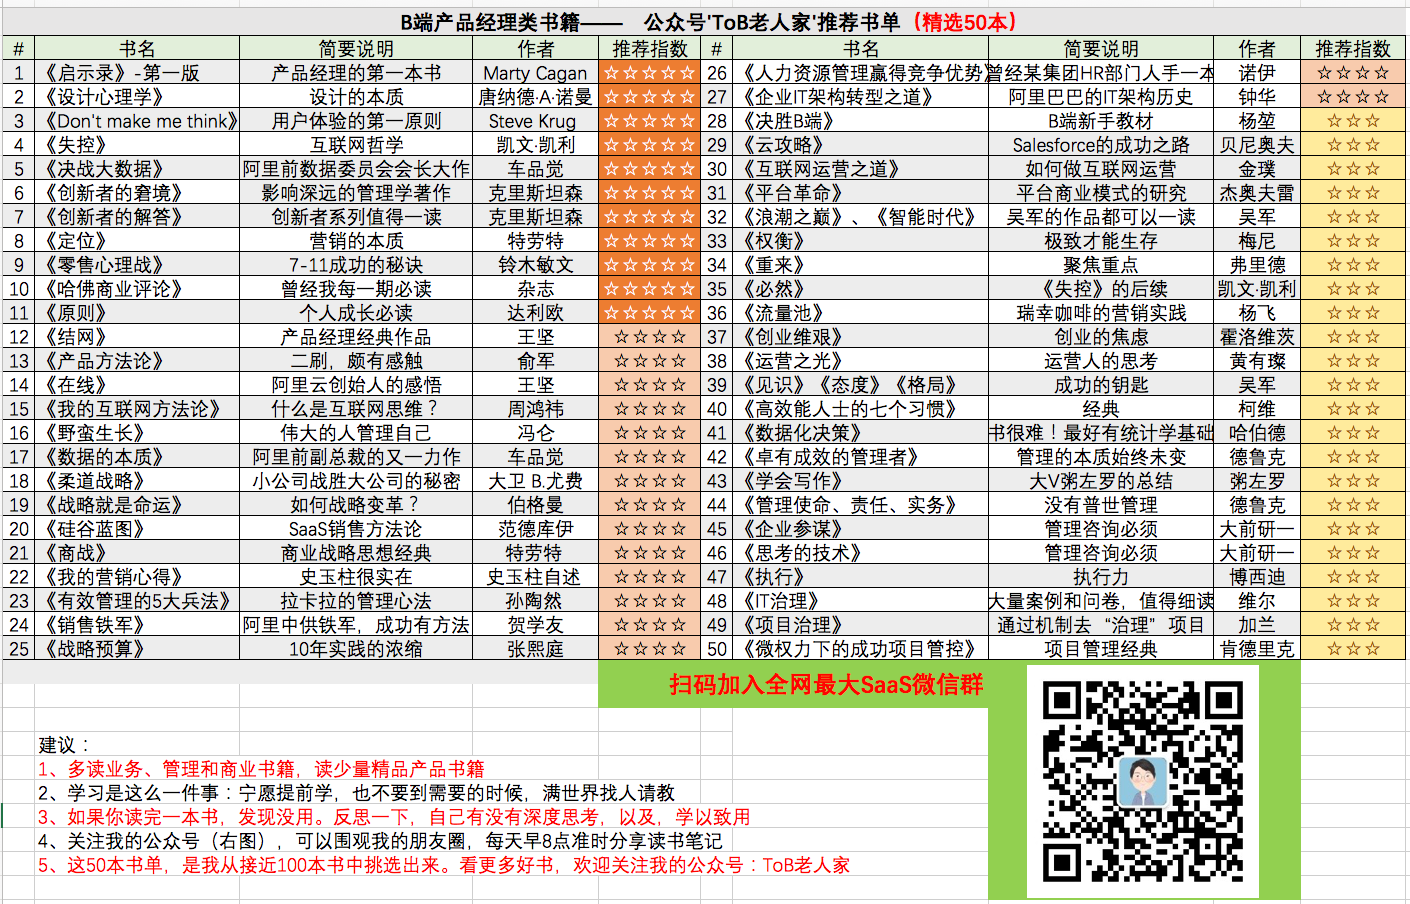 B端产品经理类书籍—— 公众号'ToB老人家'推荐书单（精选50本）
# 书名 简要说明 作者 推荐指数 # 书名 简要说明 作者 推荐指数
1 《启示录》-第一版 产品经理的第一本书 Marty Cagan ☆☆☆☆☆ 26 《人力资源管理赢得竞争优势》 曾经某集团HR部门人手一本 诺伊 ☆☆☆☆
2 《设计心理学》 设计的本质 唐纳德·A·诺曼 ☆☆☆☆☆ 27 《企业IT架构转型之道》 阿里巴巴的IT架构历史 钟华 ☆☆☆☆
3 《Don't make me think》 用户体验的第一原则 Steve Krug ☆☆☆☆☆ 28 《决胜B端》 B端新手教材 杨堃 ☆☆☆
4 《失控》 互联网哲学 凯文·凯利 ☆☆☆☆☆ 29 《云攻略》 Salesforce的成功之路 贝尼奥夫 ☆☆☆
5 《决战大数据》 阿里前数据委员会会长大作 车品觉 ☆☆☆☆☆ 30 《互联网运营之道》 如何做互联网运营 金璞 ☆☆☆
6 《创新者的窘境》 影响深远的管理学著作 克里斯坦森 ☆☆☆☆☆ 31 《平台革命》 平台商业模式的研究 杰奥夫雷 ☆☆☆
7 《创新者的解答》 创新者系列值得一读 克里斯坦森 ☆☆☆☆☆ 32 《浪潮之巅》、《智能时代》 吴军的作品都可以一读 吴军 ☆☆☆
8 《定位》 营销的本质 特劳特 ☆☆☆☆☆ 33 《权衡》 极致才能生存 梅尼 ☆☆☆
9 《零售心理战》 7-11成功的秘诀 铃木敏文 ☆☆☆☆☆ 34 《重来》 聚焦重点 弗里德 ☆☆☆
10 《哈佛商业评论》 曾经我每一期必读 杂志 ☆☆☆☆☆ 35 《必然》 《失控》的后续 凯文·凯利 ☆☆☆
11 《原则》 个人成长必读 达利欧 ☆☆☆☆☆ 36 《流量池》 瑞幸咖啡的营销实践 杨飞 ☆☆☆
12 《结网》 产品经理经典作品 王坚 ☆☆☆☆ 37 《创业维艰》 创业的焦虑 霍洛维茨 ☆☆☆
13 《产品方法论》 二刷，颇有感触 俞军 ☆☆☆☆ 38 《运营之光》 运营人的思考 黄有璨 ☆☆☆
14 《在线》 阿里云创始人的感悟 王坚 ☆☆☆☆ 39 《见识》《态度》《格局》 成功的钥匙 吴军 ☆☆☆
15 《我的互联网方法论》 什么是互联网思维？ 周鸿祎 ☆☆☆☆ 40 《高效能人士的七个习惯》 经典 柯维 ☆☆☆
16 《野蛮生长》 伟大的人管理自己 冯仑 ☆☆☆☆ 41 《数据化决策》 书很难！最好有统计学基础 哈伯德 ☆☆☆
17 《数据的本质》 阿里前副总裁的又一力作 车品觉 ☆☆☆☆ 42 《卓有成效的管理者》 管理的本质始终未变 德鲁克 ☆☆☆
18 《柔道战略》 小公司战胜大公司的秘密 大卫 B.尤费 ☆☆☆☆ 43 《学会写作》 大V粥左罗的总结 粥左罗 ☆☆☆
19 《战略就是命运》 如何战略变革？ 伯格曼 ☆☆☆☆ 44 《管理使命、责任、实务》 没有普世管理 德鲁克 ☆☆☆
20 《硅谷蓝图》 SaaS销售方法论 范德库伊 ☆☆☆☆ 45 《企业参谋》 管理咨询必须 大前研一 ☆☆☆
21 《商战》 商业战略思想经典 特劳特 ☆☆☆☆ 46 《思考的技术》 管理咨询必须 大前研一 ☆☆☆
22 《我的营销心得》 史玉柱很实在 史玉柱自述 ☆☆☆☆ 47 《执行》 执行力 博西迪 ☆☆☆
23 《有效管理的5大兵法》 拉卡拉的管理心法 孙陶然 ☆☆☆☆ 48 《IT治理》 大量案例和问卷，值得细读 维尔 ☆☆☆
24 《销售铁军》 阿里中供铁军，成功有方法 贺学友 ☆☆☆☆ 49 《项目治理》 通过机制去“治理”项目 加兰 ☆☆☆
25 《战略预算》 10年实践的浓缩 张熙庭 ☆☆☆☆ 50 《微权力下的成功项目管控》 项目管理经典 肯德里克 ☆☆☆
扫码加入全网最大SaaS微信群
建议：
1、多读业务、管理和商业书籍，读少量精品产品书籍
2、学习是这么一件事：宁愿提前学，也不要到需要的时候，满世界找人请教
3、如果你读完一本书，发现没用。反思一下，自己有没有深度思考，以及，学以致用
4、关注我的公众号（右图），可以围观我的朋友圈，每天早8点准时分享读书笔记
5、这50本书单，是我从接近100本书中挑选出来。看更多好书，欢迎关注我的公众号：ToB老人家